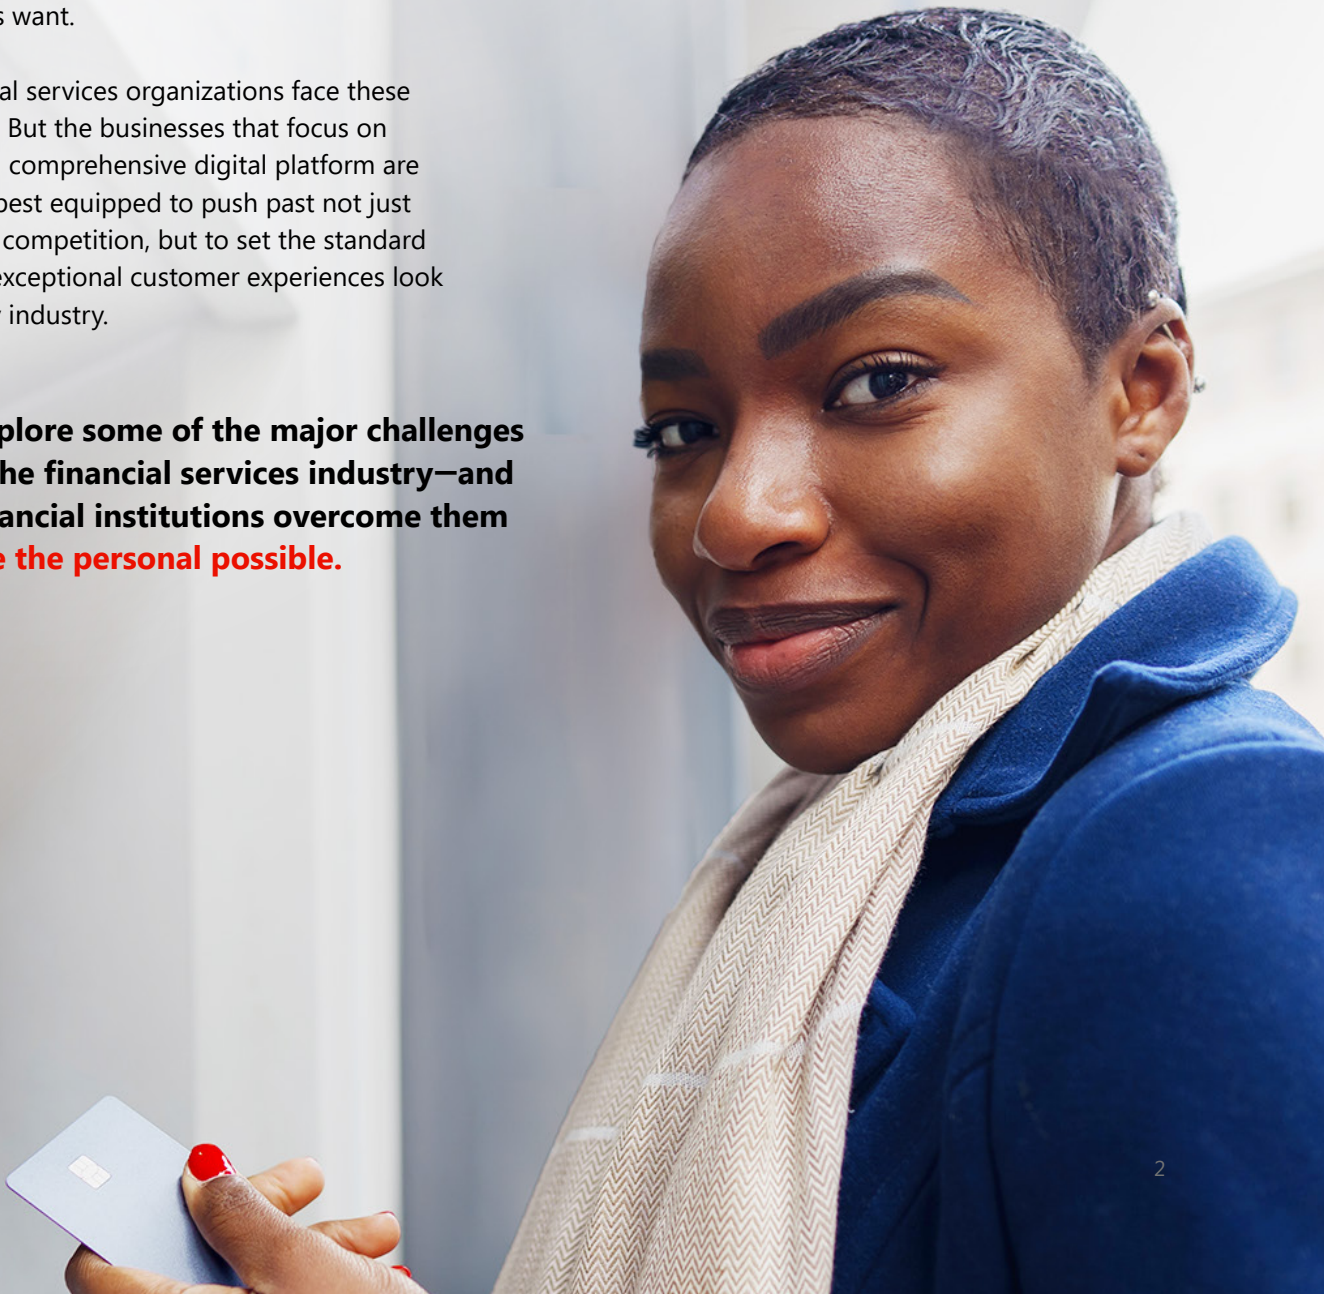 s want.
al services organizations face these
But the businesses that focus on
comprehensive digital platform are
best equipped to push past not just
competition, but to set the standard
exceptional customer experiences look
industry.
plore some of the major challenges
he financial services industry—and
ancial institutions overcome them
e the personal possible.
2